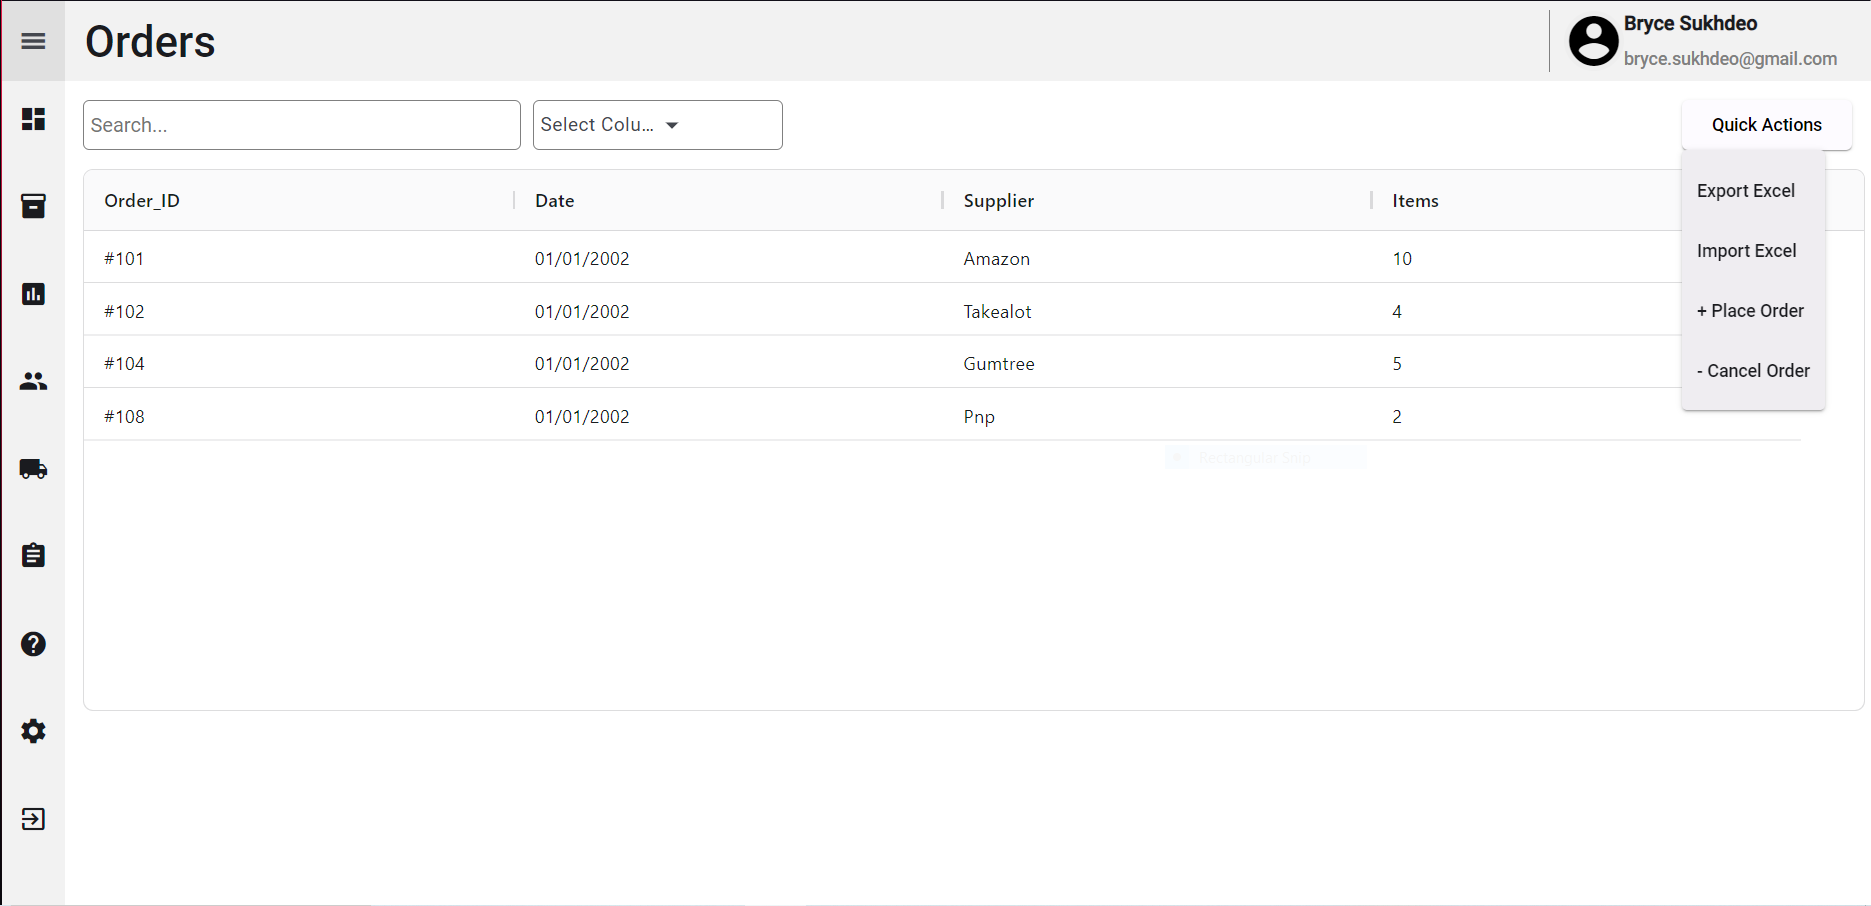 Orders
Bryce Sukhdeo
bryce.sukhdeo@gmail.com
Search...
Select Colu...
Quick Actions
Export Excel
Import Excel
+ Place Order
- Cancel Order
Order_ID Date Supplier Items
#101 01/01/2002 Amazon 10
#102 01/01/2002 Takealot 4
#104 01/01/2002 Gumtree 5
#108 01/01/2002 Pnp 2
Rectangular Snip